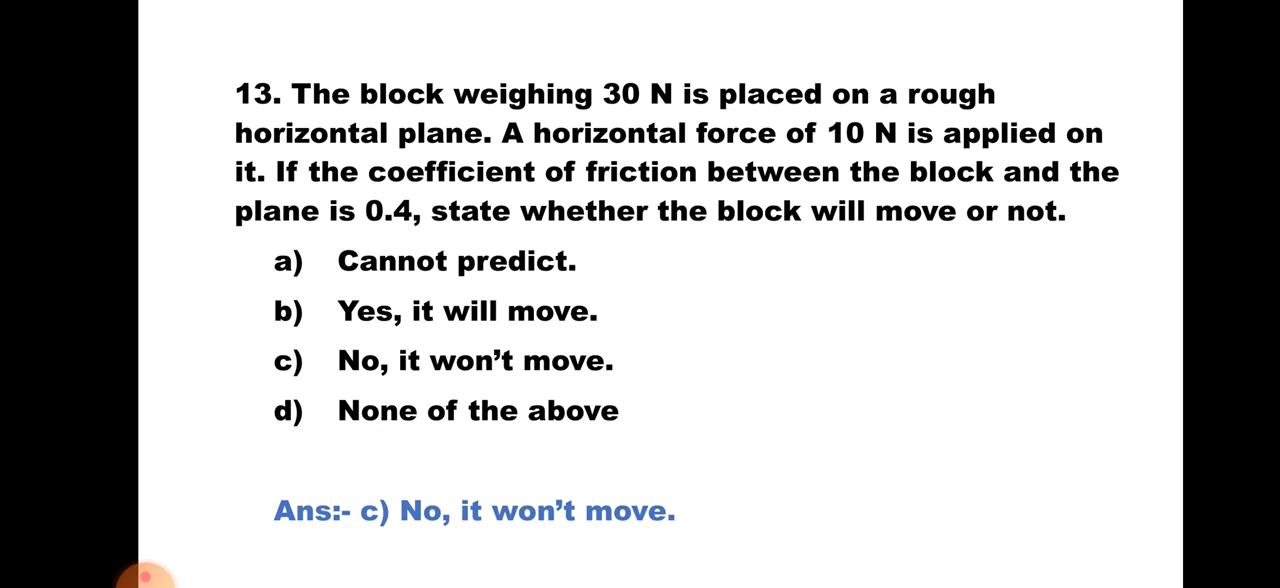 13. The block weighing 30 N is placed on a rough
horizontal plane. A horizontal force of 10 N is applied on
it. If the coefficient of friction between the block and the
plane is 0.4, state whether the block will move or not.
a) Cannot predict.
b) Yes, it will move.
c) No, it won’t move.
d) None of the above
Ans:- c) No, it won’t move.